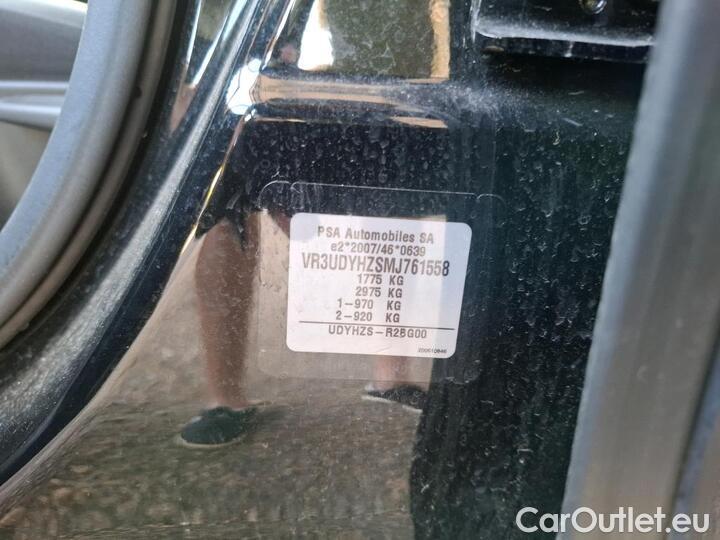 PSA Automobiles SA
e2*2007/46*0639
VR3UDYHZSMJ761558
1775 KG
2975 KG
1-970 KG
2-920 KG
UDYHZS-R2BG00
CarOutlet.eu